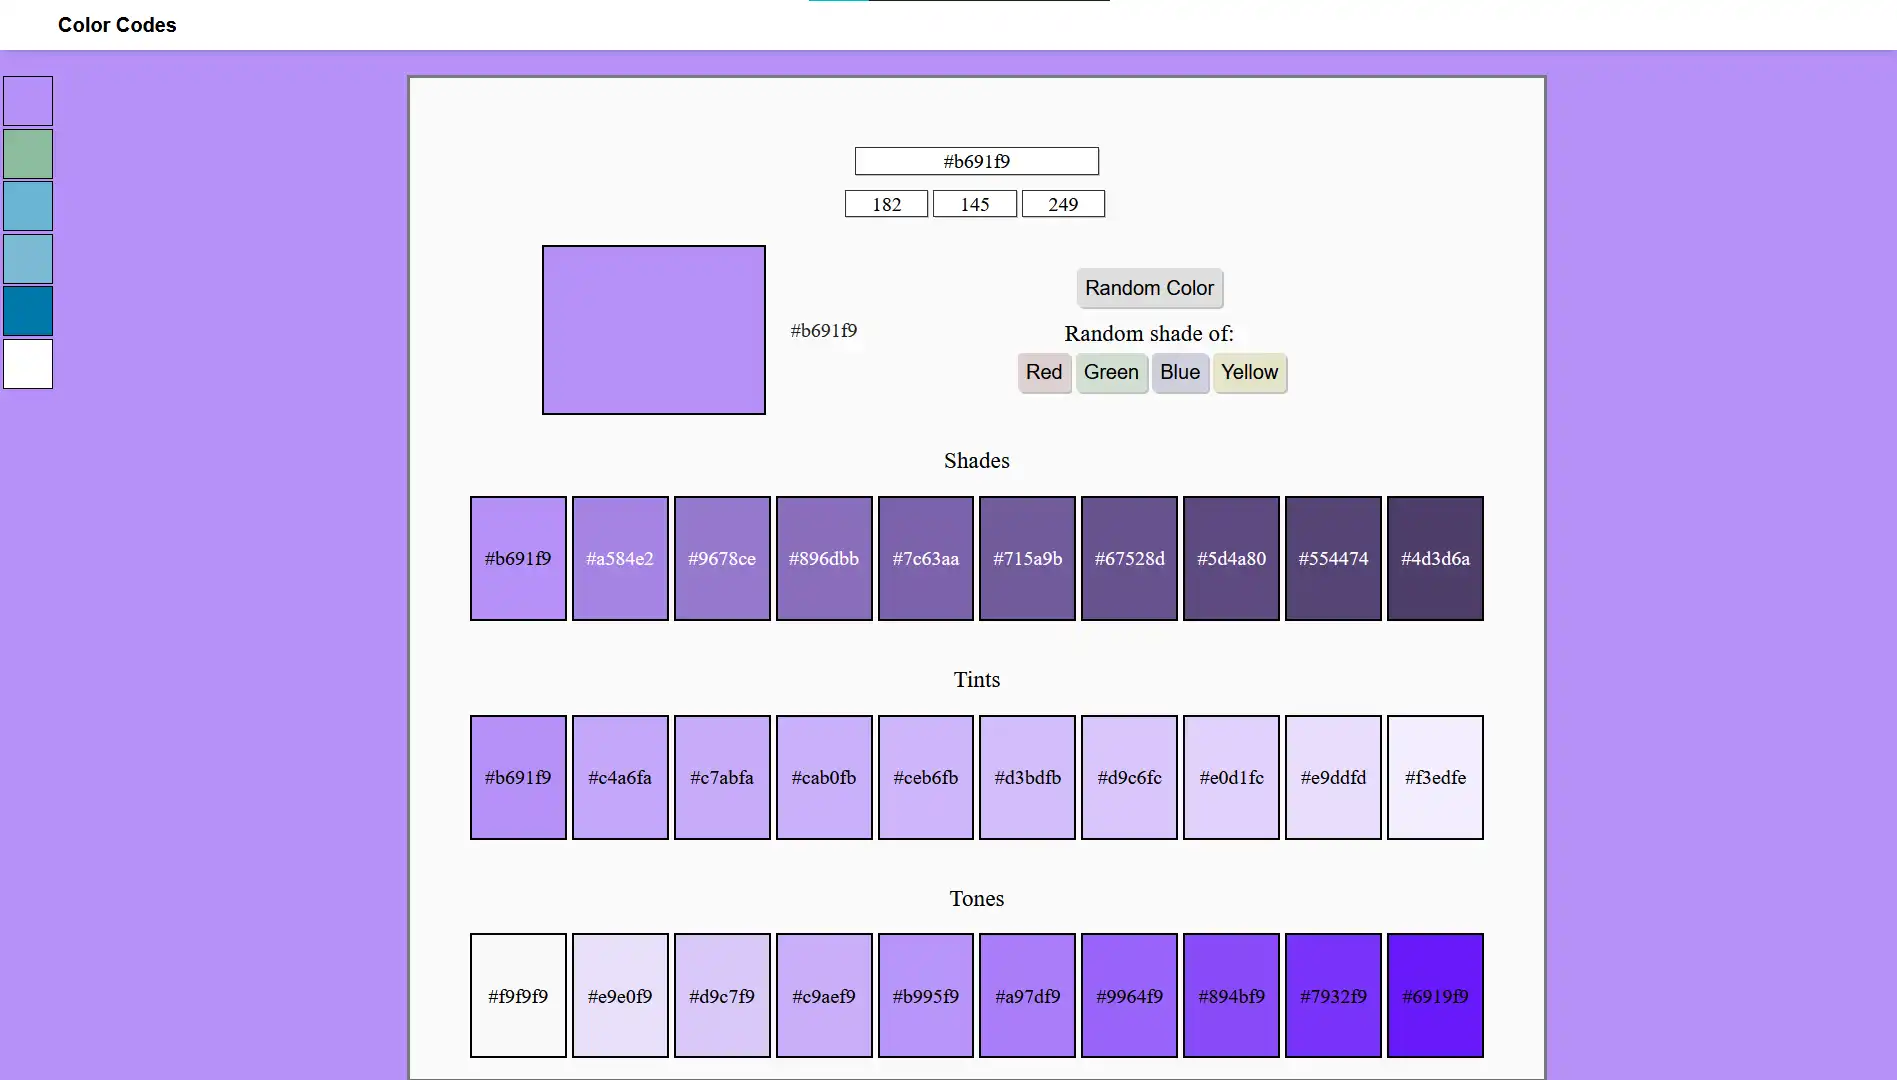 Color Codes
#b691f9
182 145 249
#b691f9
Random Color
Random shade of:
Red Green Blue Yellow
Shades
#b691f9 #a584e2 #9678ce #896dbb #7c63aa #715a9b #67528d #5d4a80 #554474 #4d3d6a
Tints
#b691f9 #c4a6fa #c7abfa #cab0fb #ceb6fb #d3bdfb #d9c6fc #e0d1fc #e9ddfd #f3edfe
Tones
#f9f9f9 #e9e0f9 #d9c7f9 #c9aef9 #b995f9 #a97df9 #9964f9 #894bf9 #7932f9 #6919f9